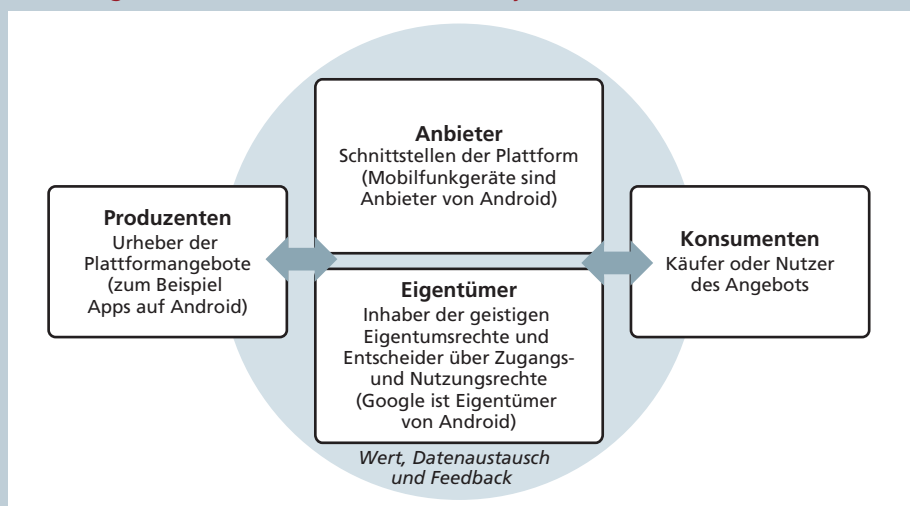 Produzenten
Urheber der
Plattformangebote
(zum Beispiel
Apps auf Android)
Anbieter
Schnittstellen der Plattform
(Mobilfunkgeräte sind
Anbieter von Android)
Eigentümer
Inhaber der geistigen
Eigentumsrechte und
Entscheider über Zugangs-
und Nutzungsrechte
(Google ist Eigentümer
von Android)
Konsumenten
Käufer oder Nutzer
des Angebots
Wert, Datenaustausch
und Feedback